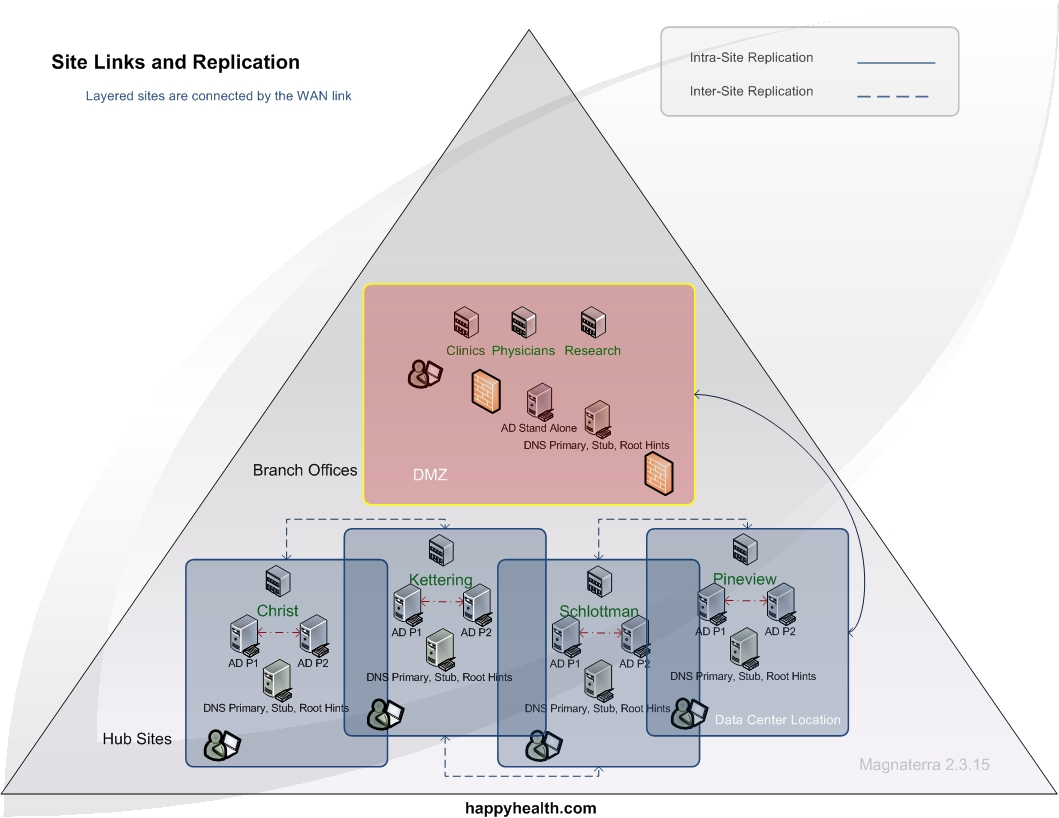 Site Links and Replication
Layered sites are connected by the WAN link
Intra-Site Replication
Inter-Site Replication
Clinics
Physicians
Research
AD Stand Alone
DNS Primary, Stub, Root Hints
Branch Offices
DMZ
Kettering
AD P1
AD P2
DNS Primary, Stub, Root Hints
Pineview
AD P1
AD P2
DNS Primary, Stub, Root Hints
Data Center Location
Christ
AD P1
AD P2
DNS Primary, Stub, Root Hints
Schlottman
AD P1
AD P2
DNS Primary, Stub, Root Hints
Hub Sites
Magnaterra 2.3.15
happyhealth.com